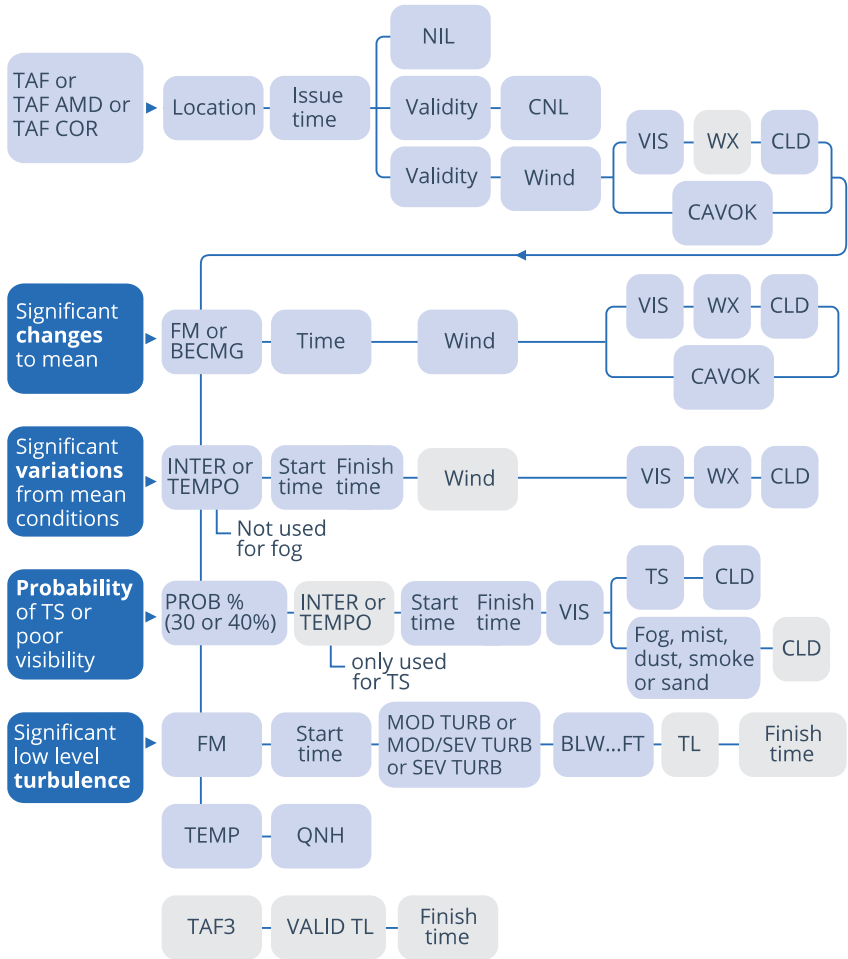 NIL
TAF or
TAF AMD or
TAF COR
Location
Issue
time
Validity
CNL
Validity
Wind
VIS
WX
CLD
CAVOK
Significant
changes
to mean
FM or
BECMG
Time
Wind
VIS
WX
CLD
CAVOK
Significant
variations
from mean
conditions
INTER or
TEMPO
Start Finish
time time
Wind
VIS
WX
CLD
Not used
for fog
Probability
of TS or
poor
visibility
PROB %
(30 or 40%)
INTER or
TEMPO
Start Finish
time time
VIS
TS
CLD
Fog, mist,
dust, smoke
or sand
CLD
only used
for TS
Significant
low level
turbulence
FM
Start
time
MOD TURB or
MOD/SEV TURB
or SEV TURB
BLW...FT
TL
Finish
time
TEMP
QNH
TAF3
VALID TL
Finish
time